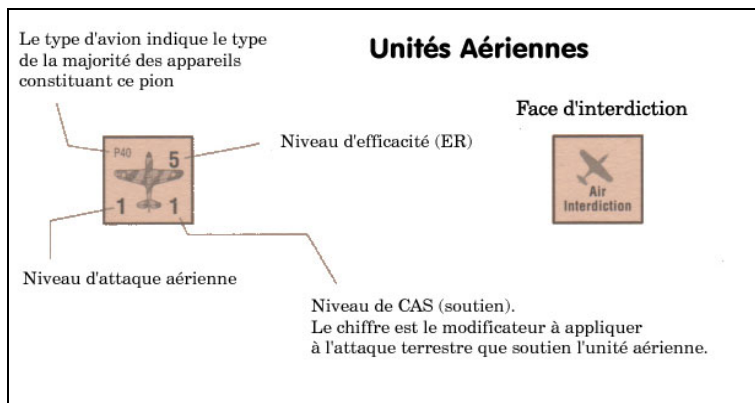 Unités Aériennes
Le type d'avion indique le type
de la majorité des appareils
constituant ce pion
Face d'interdiction
Niveau d'efficacité (ER)
P40
5
1
1
Air
Interdiction
Niveau d'attaque aérienne
Niveau de CAS (soutien).
Le chiffre est le modificateur à appliquer
à l'attaque terrestre que soutien l'unité aérienne.